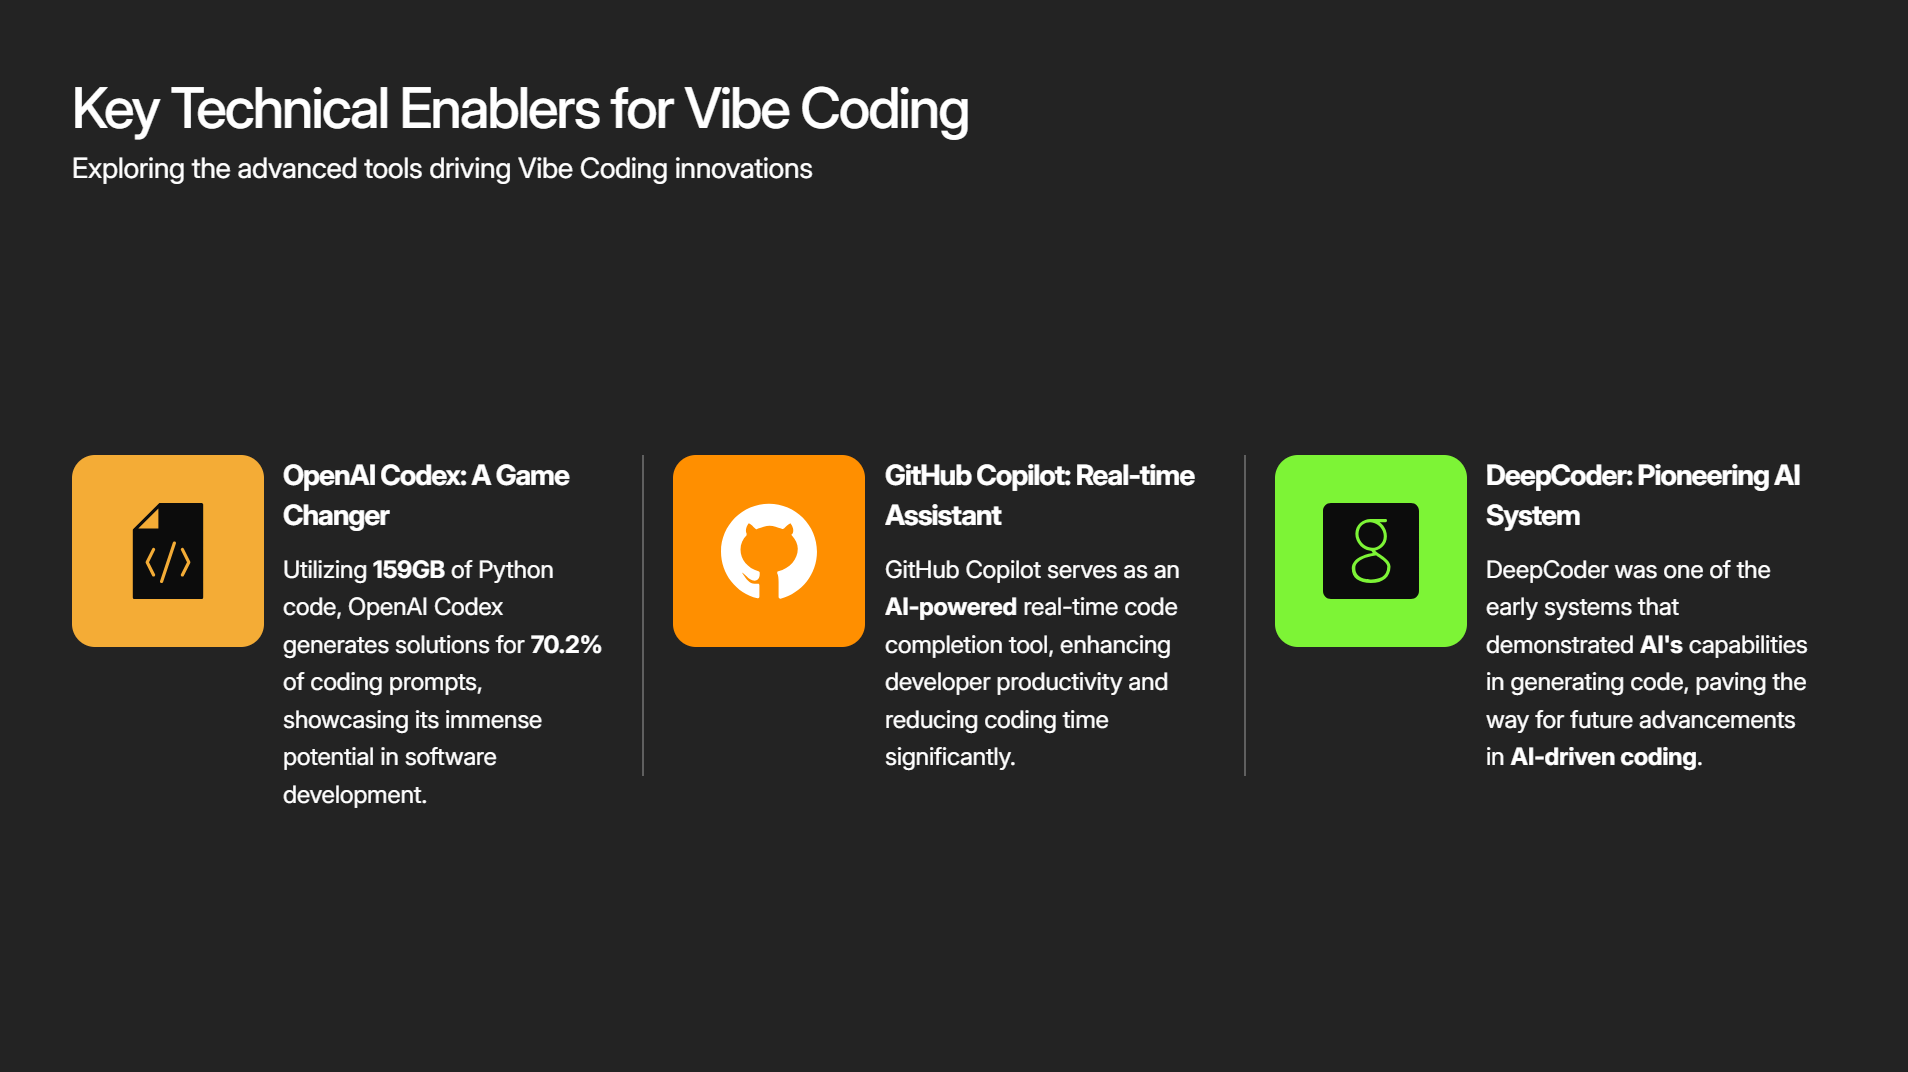 Key Technical Enablers for Vibe Coding
Exploring the advanced tools driving Vibe Coding innovations
OpenAI Codex: A Game
Changer
Utilizing 159GB of Python
code, OpenAI Codex
generates solutions for 70.2%
of coding prompts,
showcasing its immense
potential in software
development.
GitHub Copilot: Real-time
Assistant
GitHub Copilot serves as an
AI-powered real-time code
completion tool, enhancing
developer productivity and
reducing coding time
significantly.
g
DeepCoder: Pioneering AI
System
DeepCoder was one of the
early systems that
demonstrated AI's capabilities
in generating code, paving the
way for future advancements
in AI-driven coding.